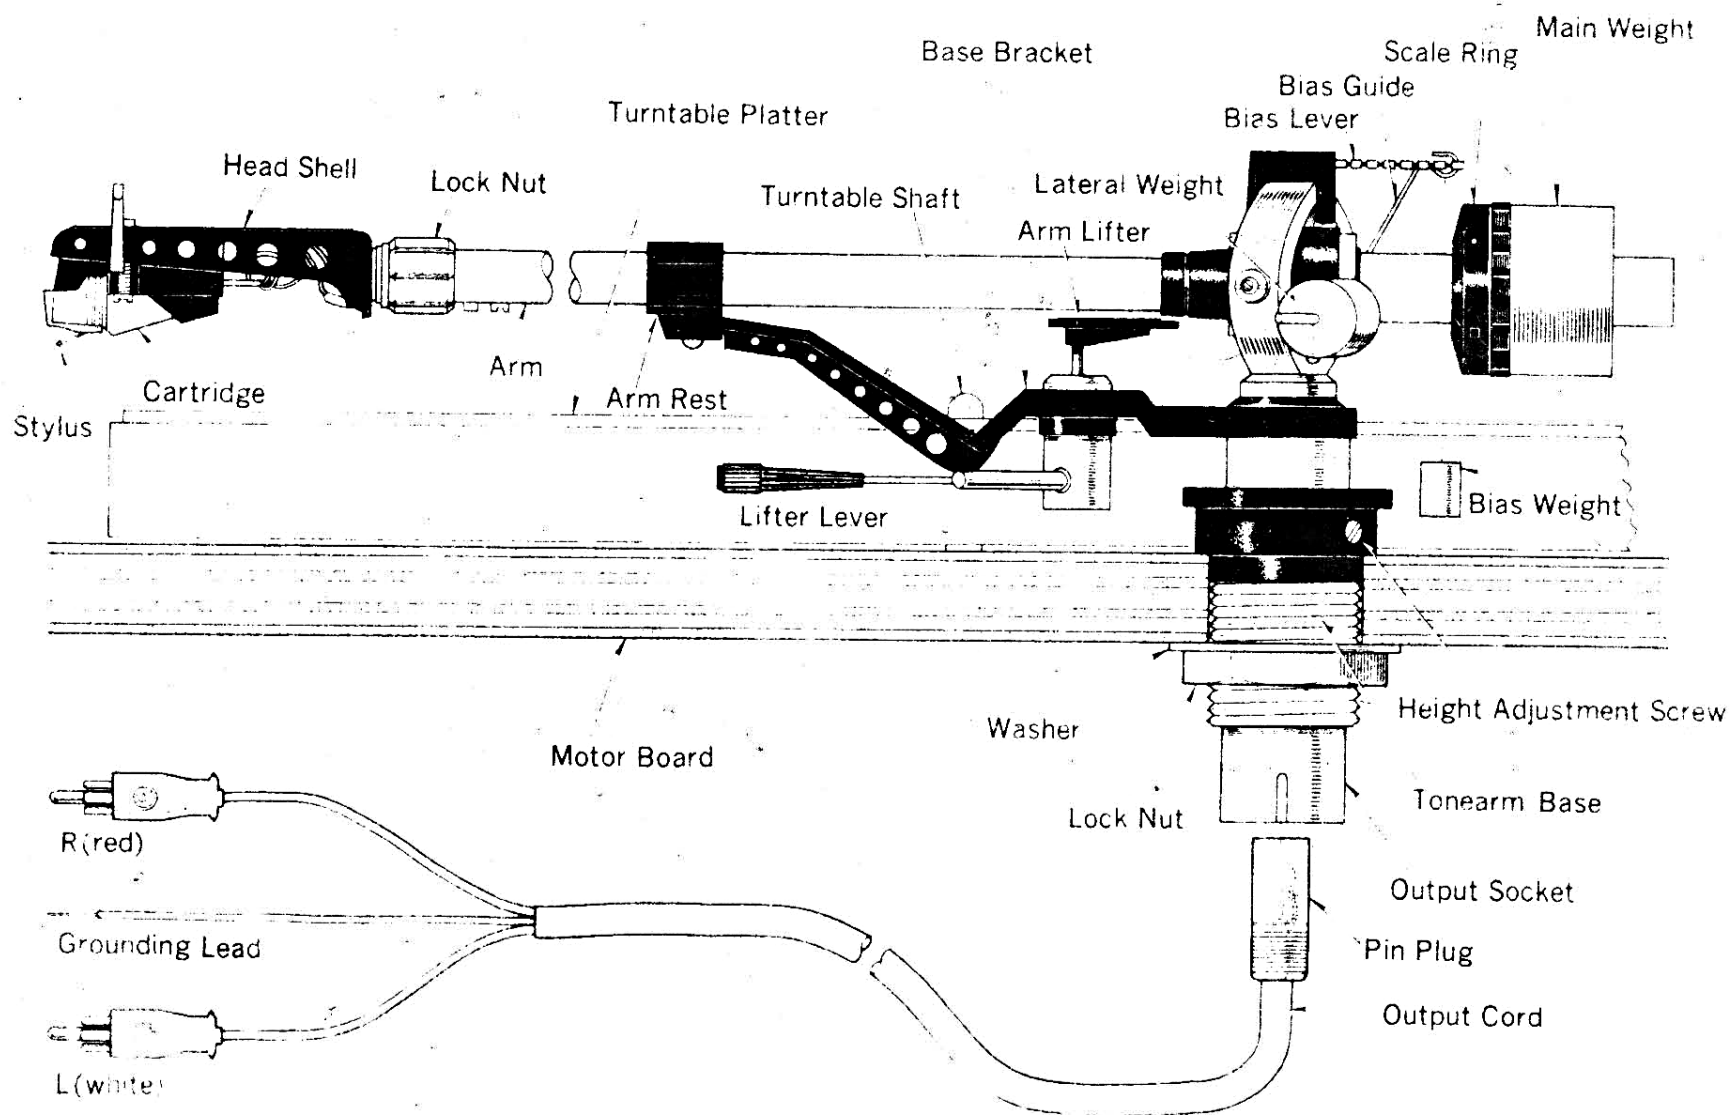 Main Weight
Base Bracket
Scale Ring
Bias Guide
Turntable Platter
Bias Lever
Head Shell
Lock Nut
Turntable Shaft
Lateral Weight
Arm Lifter
Arm
Cartridge
Arm Rest
Stylus
Lifter Lever
Bias Weight
Height Adjustment Screw
Washer
Motor Board
Tonearm Base
Lock Nut
R(red)
Output Socket
Grounding Lead
Pin Plug
Output Cord
L(white)